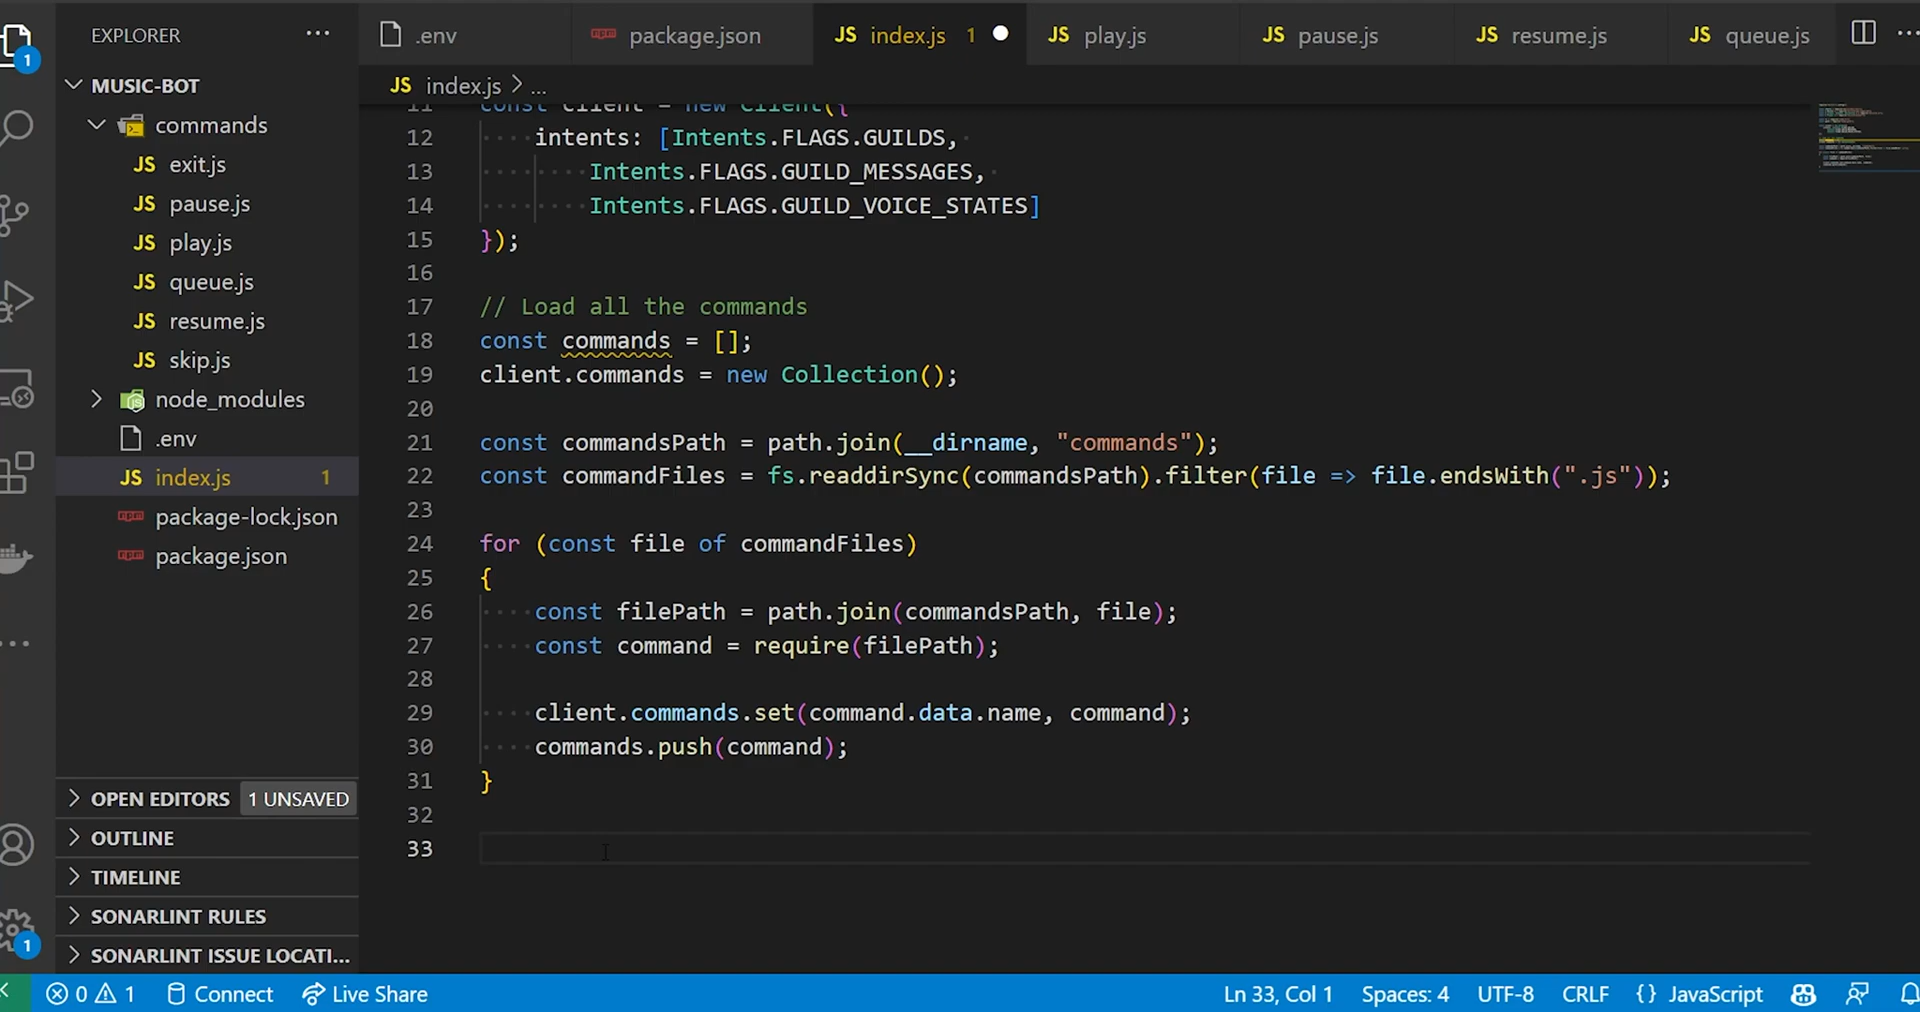 EXPLORER ...
.env
package.json
JS index.js 1
JS play.js
JS pause.js
JS resume.js
JS queue.js
1
MUSIC-BOT
JS index.js > ...
commands
JS exit.js
JS pause.js
JS play.js
JS queue.js
JS resume.js
JS skip.js
node_modules
.env
JS index.js 1
package-lock.json
package.json
OPEN EDITORS 1 UNSAVED
OUTLINE
TIMELINE
SONARLINT RULES
SONARLINT ISSUE LOCATI...
1
11 const client = new Client({
12 intents: [Intents.FLAGS.GUILDS,
13 Intents.FLAGS.GUILD_MESSAGES,
14 Intents.FLAGS.GUILD_VOICE_STATES]
15 });
16
17 // Load all the commands
18 const commands = [];
19 client.commands = new Collection();
20
21 const commandsPath = path.join(__dirname, "commands");
22 const commandFiles = fs.readdirSync(commandsPath).filter(file => file.endsWith(".js"));
23
24 for (const file of commandFiles)
25 {
26 const filePath = path.join(commandsPath, file);
27 const command = require(filePath);
28
29 client.commands.set(command.data.name, command);
30 commands.push(command);
31 }
32
33
0 1 Connect Live Share Ln 33, Col 1 Spaces: 4 UTF-8 CRLF {} JavaScript